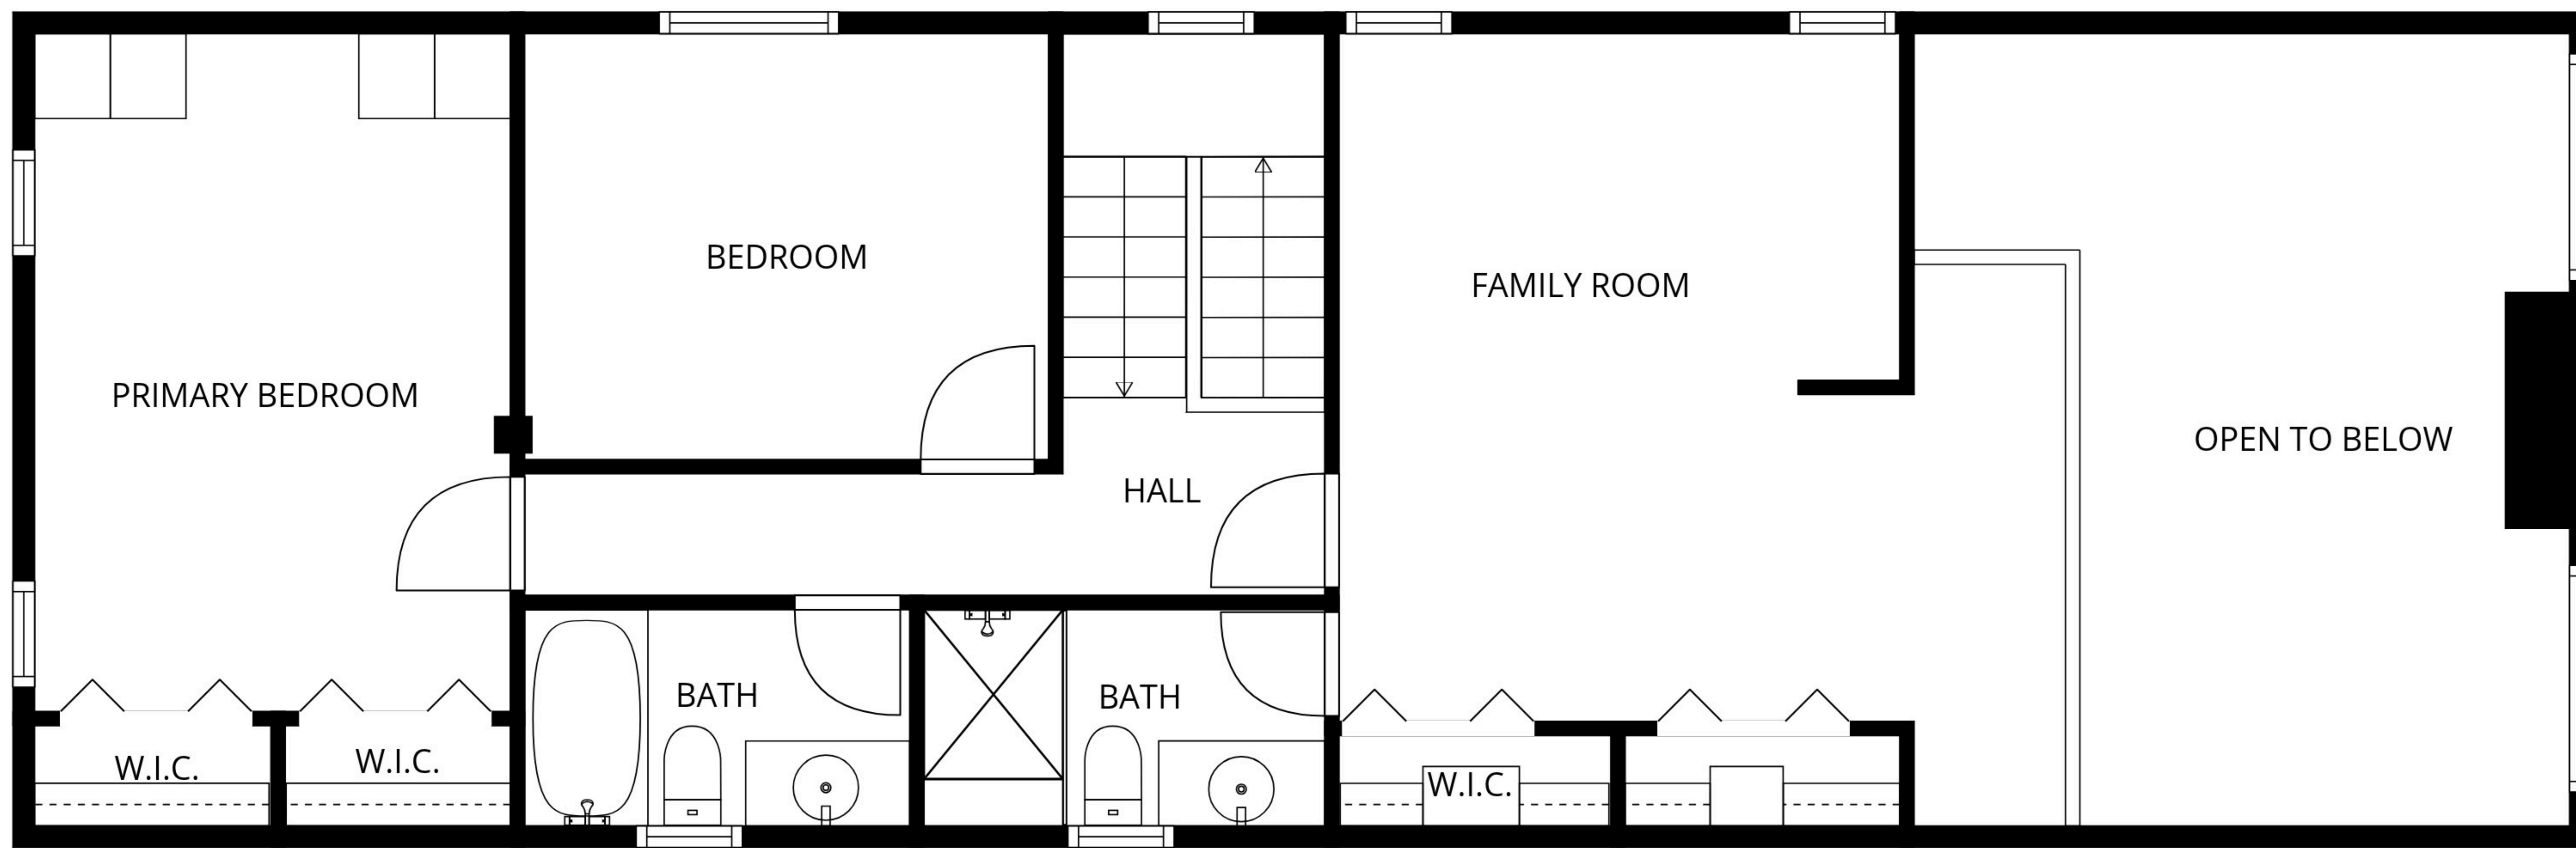 BEDROOM
FAMILY ROOM
PRIMARY BEDROOM
OPEN TO BELOW
HALL
BATH
BATH
W.I.C.
W.I.C.
W.I.C.